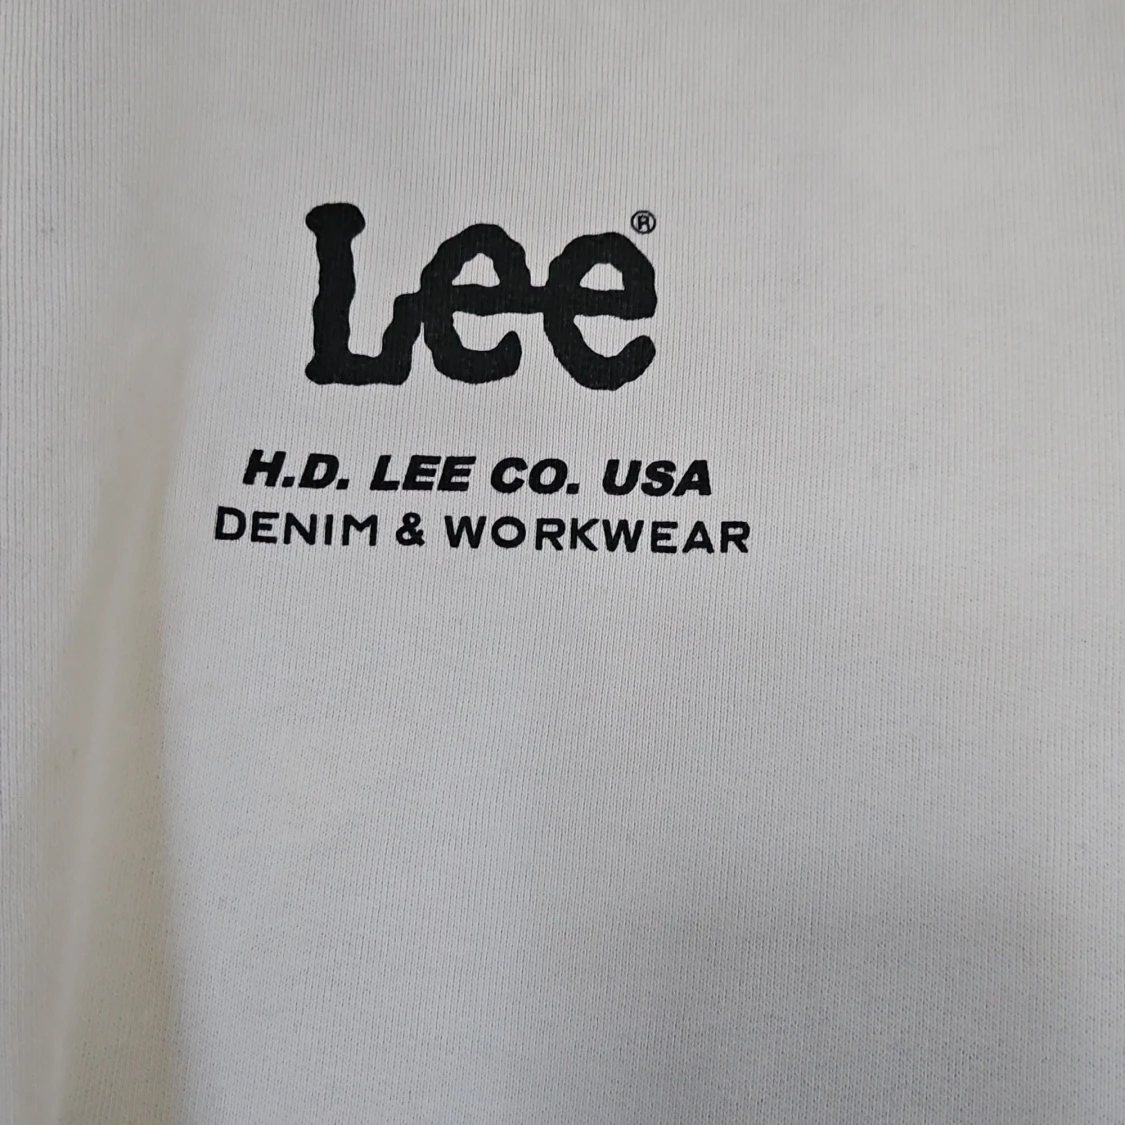 Lee®
H.D. LEE CO. USA
DENIM & WORKWEAR